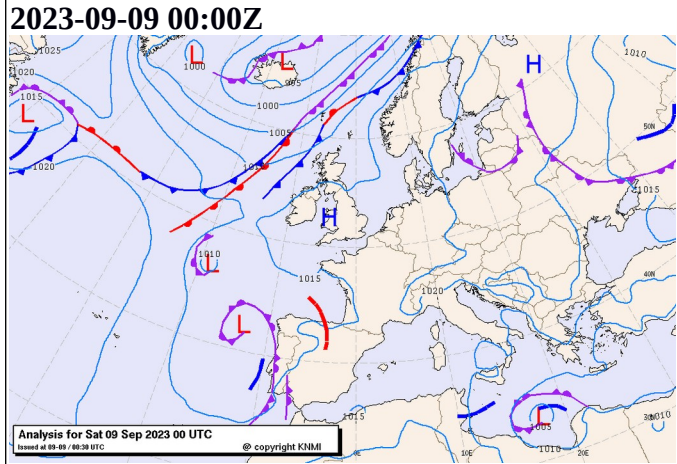 2023-09-09 00:00Z
1025
L
1000
L
995
H
1010
1020
1015
L
1000
1005
50N
1020
H
1015
L
1010
1015
1020
40N
L
1015
L
1005
1010
1010
10E
20E
Analysis for Sat 09 Sep 2023 00 UTC
Issued at 09-09 / 00:30 UTC
@ copyright KNMI